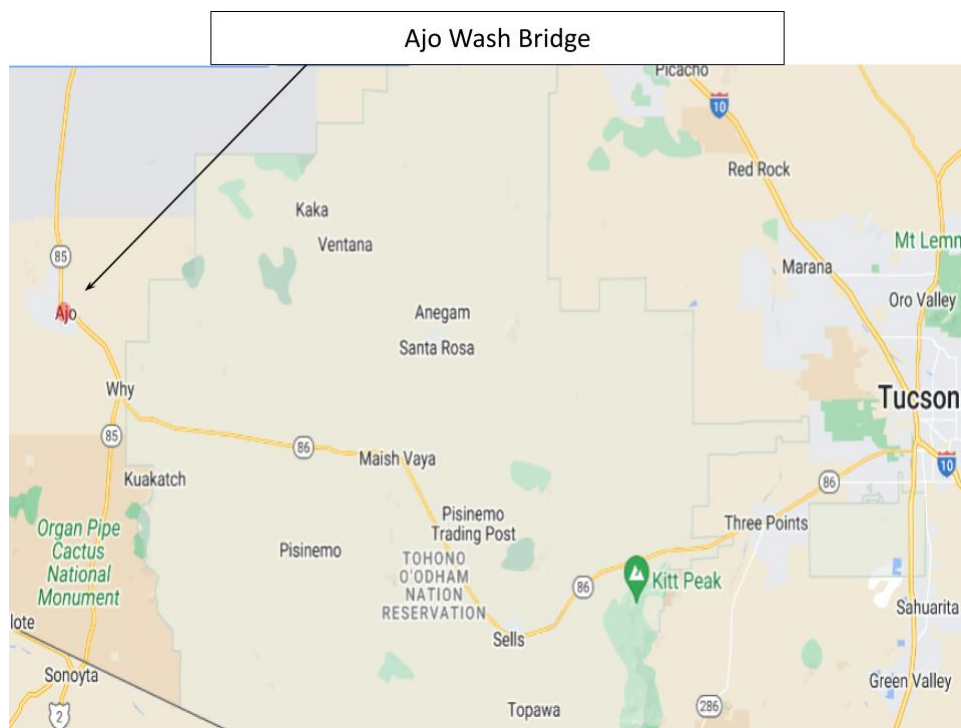 Ajo Wash Bridge
Picacho
10
Red Rock
Kaka
Ventana
85
Mt Lemm
Marana
Oro Valley
Ajo
Anegam
Santa Rosa
Why
Tucson
85
86
Maish Vaya
10
Kuakatch
86
Pisinemo
Trading Post
Three Points
Organ Pipe
Cactus
National
Monument
Pisinemo
TOHONO
O'ODHAM
NATION
RESERVATION
86
Kitt Peak
Sahuarita
lote
Sells
Sonoyta
Green Valley
2
Topawa
286